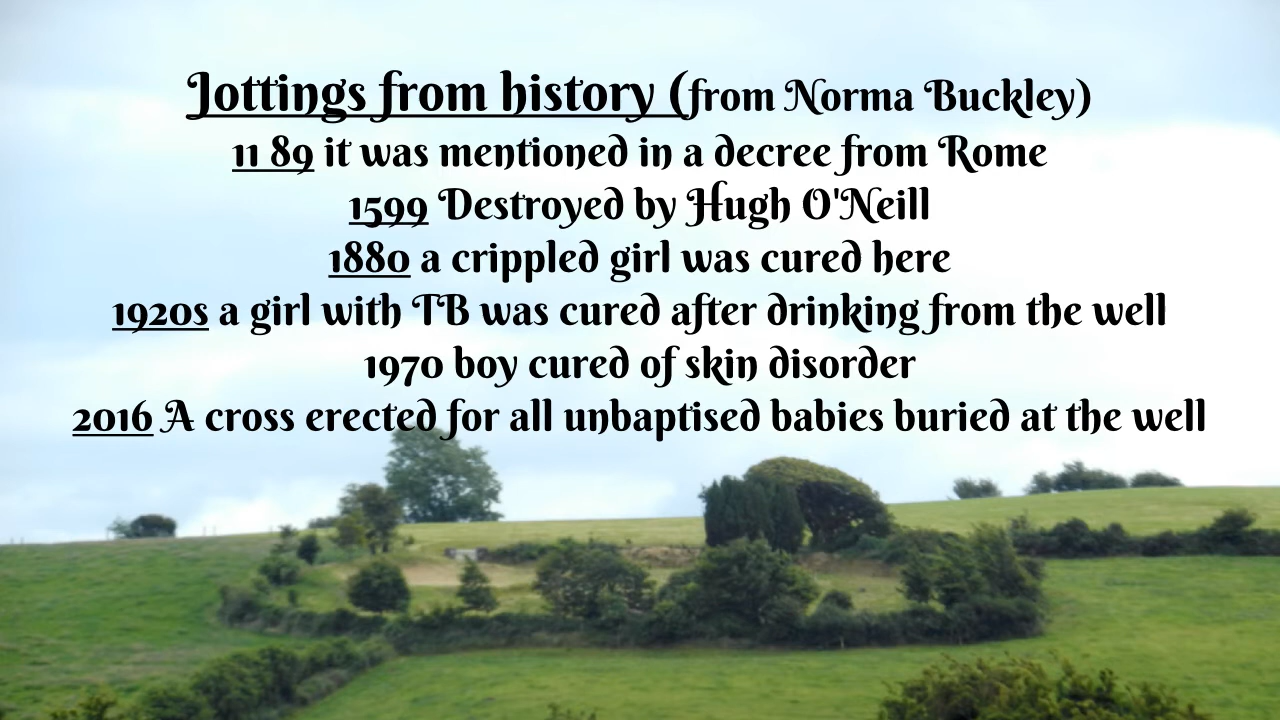 Jottings from history (from Norma Buckley)
11 89 it was mentioned in a decree from Rome
1599 Destroyed by Hugh O'Neill
1880 a crippled girl was cured here
1920s a girl with TB was cured after drinking from the well
1970 boy cured of skin disorder
2016 A cross erected for all unbaptised babies buried at the well